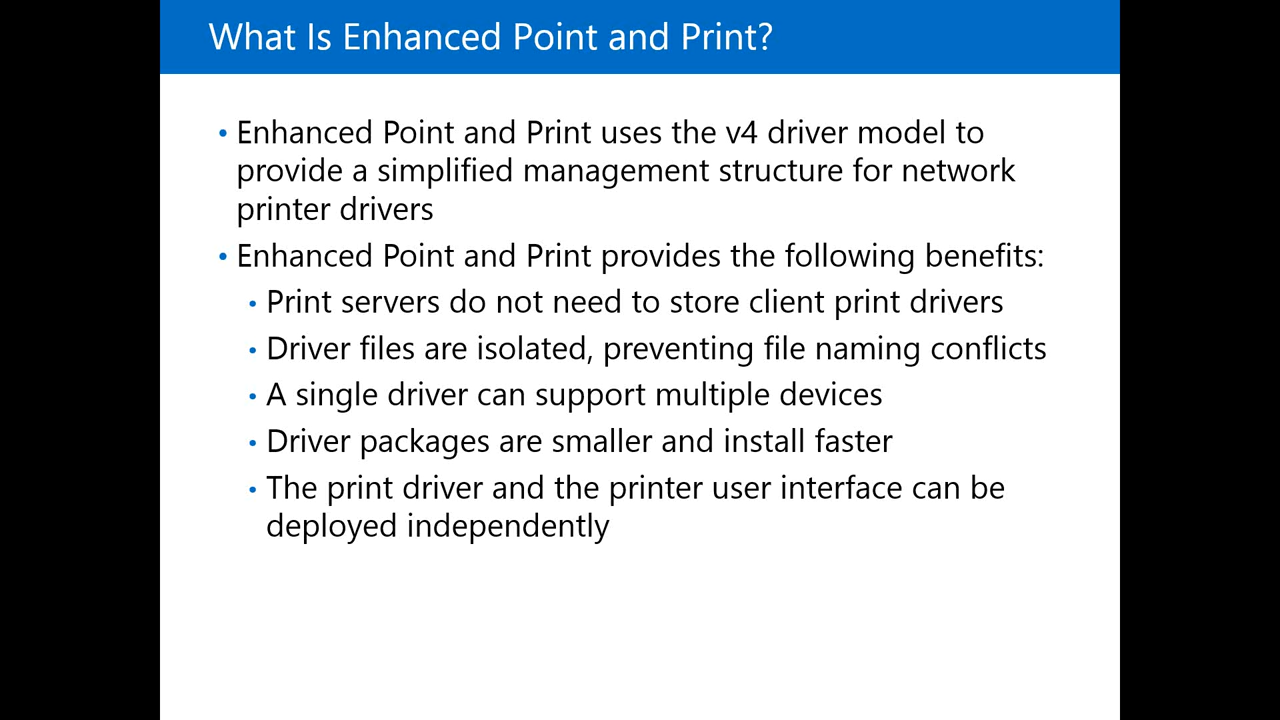 What Is Enhanced Point and Print?
• Enhanced Point and Print uses the v4 driver model to
provide a simplified management structure for network
printer drivers
• Enhanced Point and Print provides the following benefits:
• Print servers do not need to store client print drivers
• Driver files are isolated, preventing file naming conflicts
• A single driver can support multiple devices
• Driver packages are smaller and install faster
• The print driver and the printer user interface can be
deployed independently